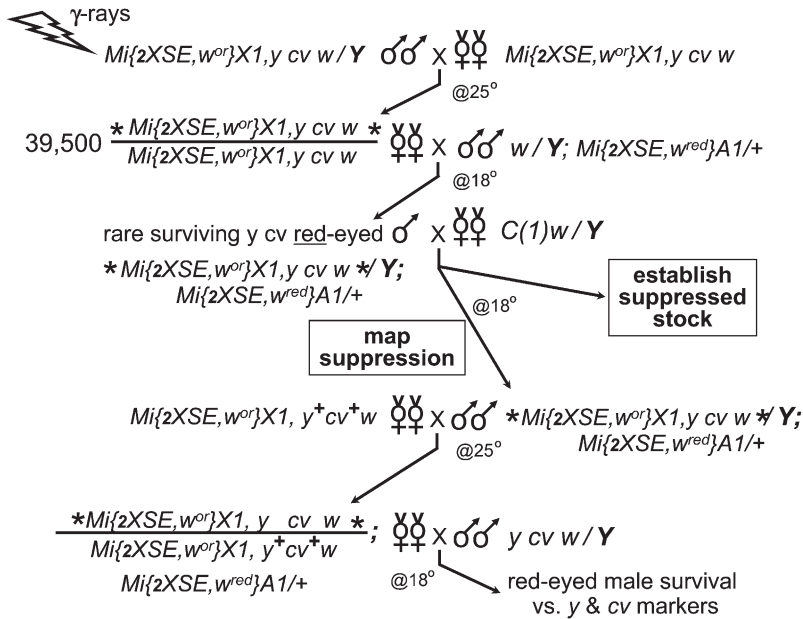 γ-rays
Mi{2XSE,w^or}X1,y cv w/Y ♂♂ X ♀♀ Mi{2XSE,w^or}X1,y cv w
@25°
39,500 *Mi{2XSE,w^or}X1,y cv w * / Mi{2XSE,w^or}X1,y cv w ♀♀ X ♂♂ w/Y; Mi{2XSE,w^red}A1/+
@18°
rare surviving y cv red-eyed ♂ X ♀♀ C(1)w/Y
*Mi{2XSE,w^or}X1,y cv w */Y;
Mi{2XSE,w^red}A1/+
establish
suppressed
stock
@18°
map
suppression
Mi{2XSE,w^or}X1, y⁺cv⁺w ♀♀ X ♂♂ *Mi{2XSE,w^or}X1,y cv w */Y;
Mi{2XSE,w^red}A1/+
@25°
*Mi{2XSE,w^or}X1, y cv w * / Mi{2XSE,w^or}X1, y⁺cv⁺w ; ♀♀ X ♂♂ y cv w/Y
Mi{2XSE,w^red}A1/+
@18°
red-eyed male survival
vs. y & cv markers